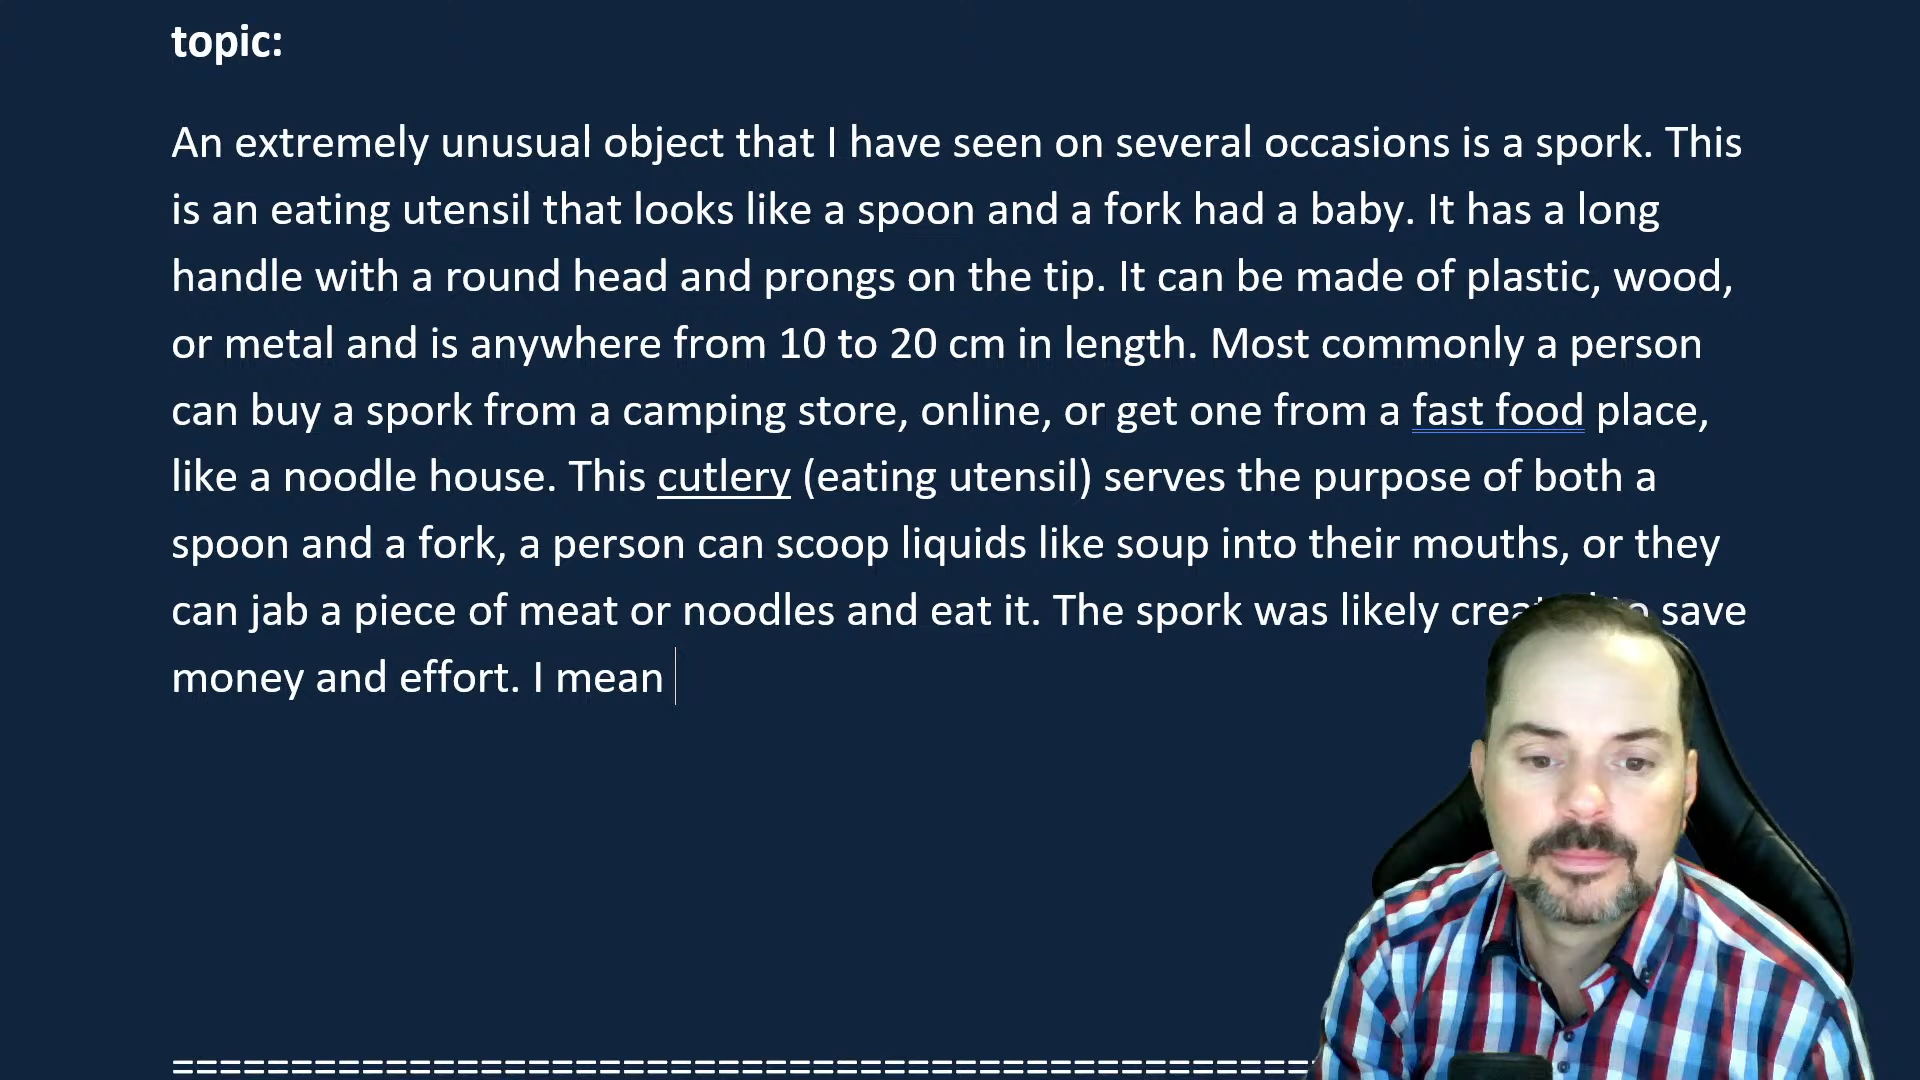 topic:
An extremely unusual object that I have seen on several occasions is a spork. This
is an eating utensil that looks like a spoon and a fork had a baby. It has a long
handle with a round head and prongs on the tip. It can be made of plastic, wood,
or metal and is anywhere from 10 to 20 cm in length. Most commonly a person
can buy a spork from a camping store, online, or get one from a fast food place,
like a noodle house. This cutlery (eating utensil) serves the purpose of both a
spoon and a fork, a person can scoop liquids like soup into their mouths, or they
can jab a piece of meat or noodles and eat it. The spork was likely created to save
money and effort. I mean
================================================